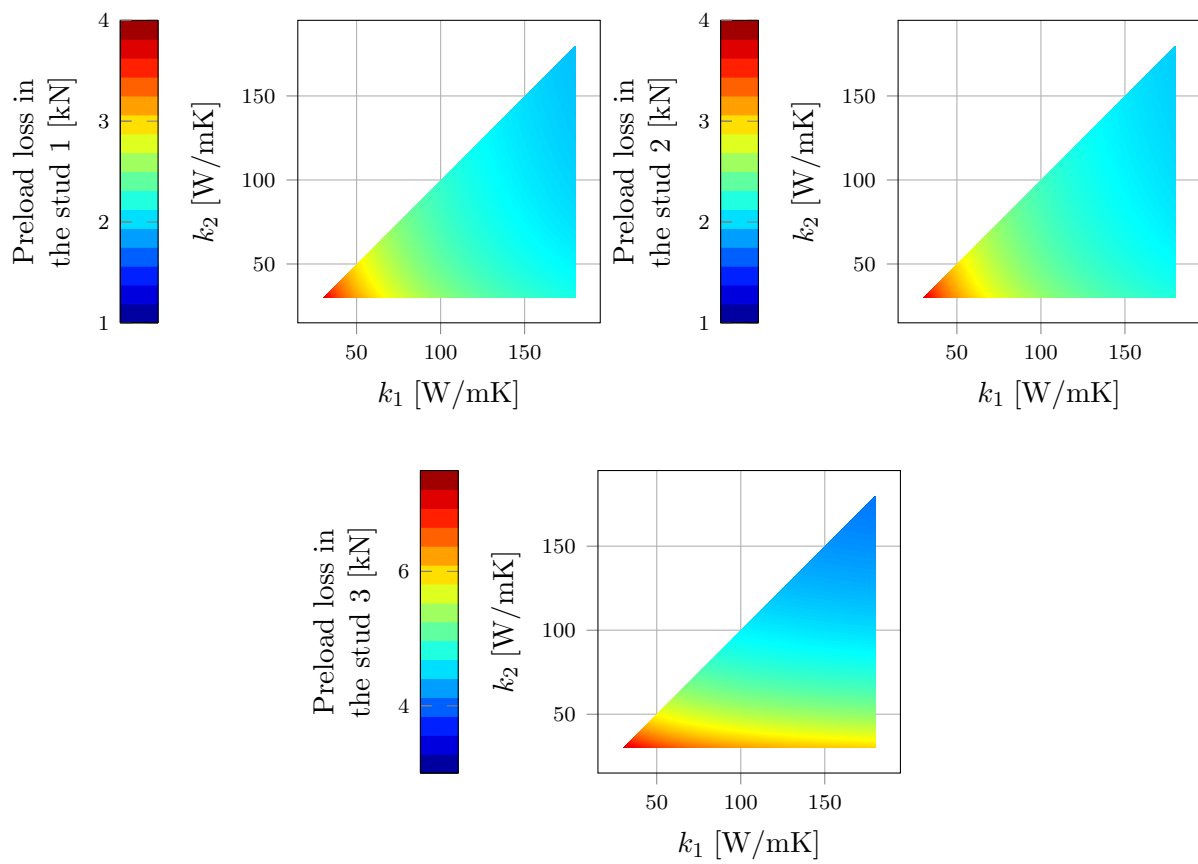 Preload loss in
the stud 1 [kN]
4
3
2
1
k₂ [W/mK]
150
100
50
50 100 150
k₁ [W/mK]
Preload loss in
the stud 2 [kN]
4
3
2
1
k₂ [W/mK]
150
100
50
50 100 150
k₁ [W/mK]
Preload loss in
the stud 3 [kN]
6
4
k₂ [W/mK]
150
100
50
50 100 150
k₁ [W/mK]